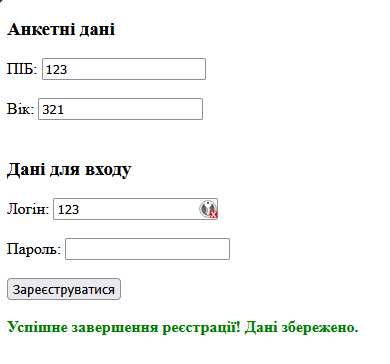 Анкетні дані
ПІБ: 123
Вік: 321
Дані для входу
Логін: 123
Пароль:
Зареєструватися
Успішне завершення реєстрації! Дані збережено.